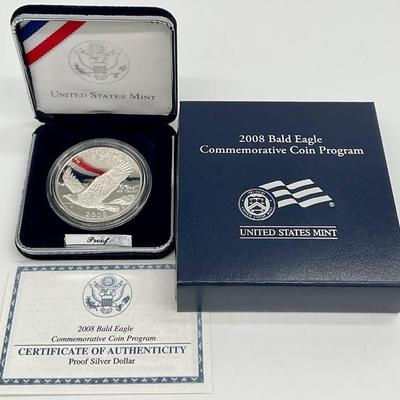 UNITED STATES MINT
2008
Proof
2008 Bald Eagle
Commemorative Coin Program
UNITED STATES MINT
2008 Bald Eagle
Commemorative Coin Program
CERTIFICATE OF AUTHENTICITY
Proof Silver Dollar